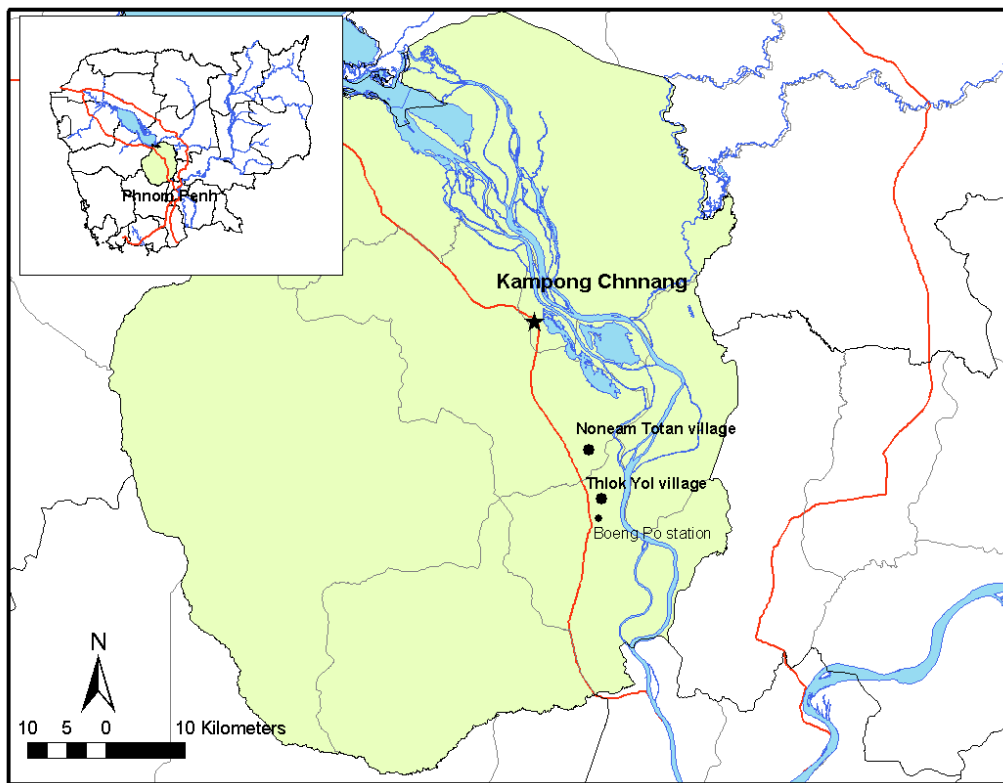 Phnom Penh
Kampong Chnnang
Noneam Totan village
Thlok Yol village
Boeng Po station
N
10 5 0 10 Kilometers